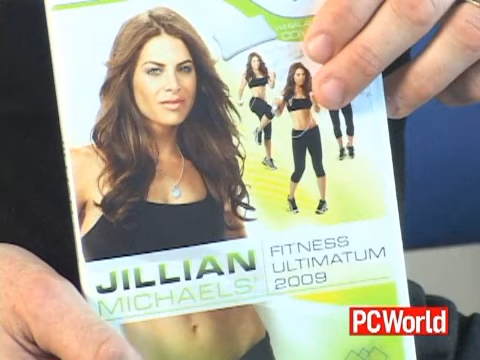 JILLIAN
MICHAELS'
FITNESS
ULTIMATUM
2009
PCWorld